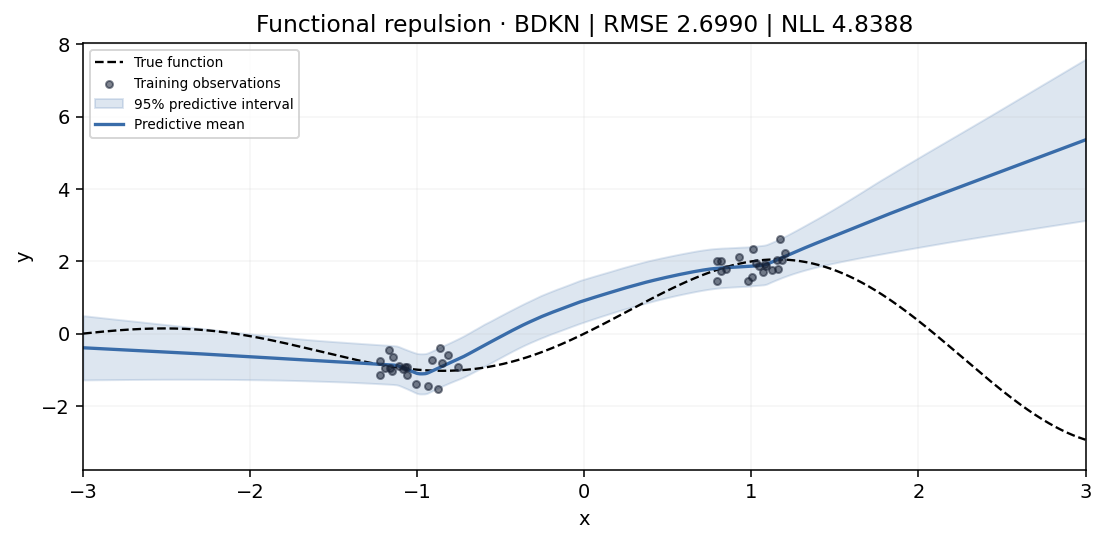 Functional repulsion · BDKN | RMSE 2.6990 | NLL 4.8388
8
6
4
2
0
−2
y
True function
Training observations
95% predictive interval
Predictive mean
−3
−2
−1
0
1
2
3
x